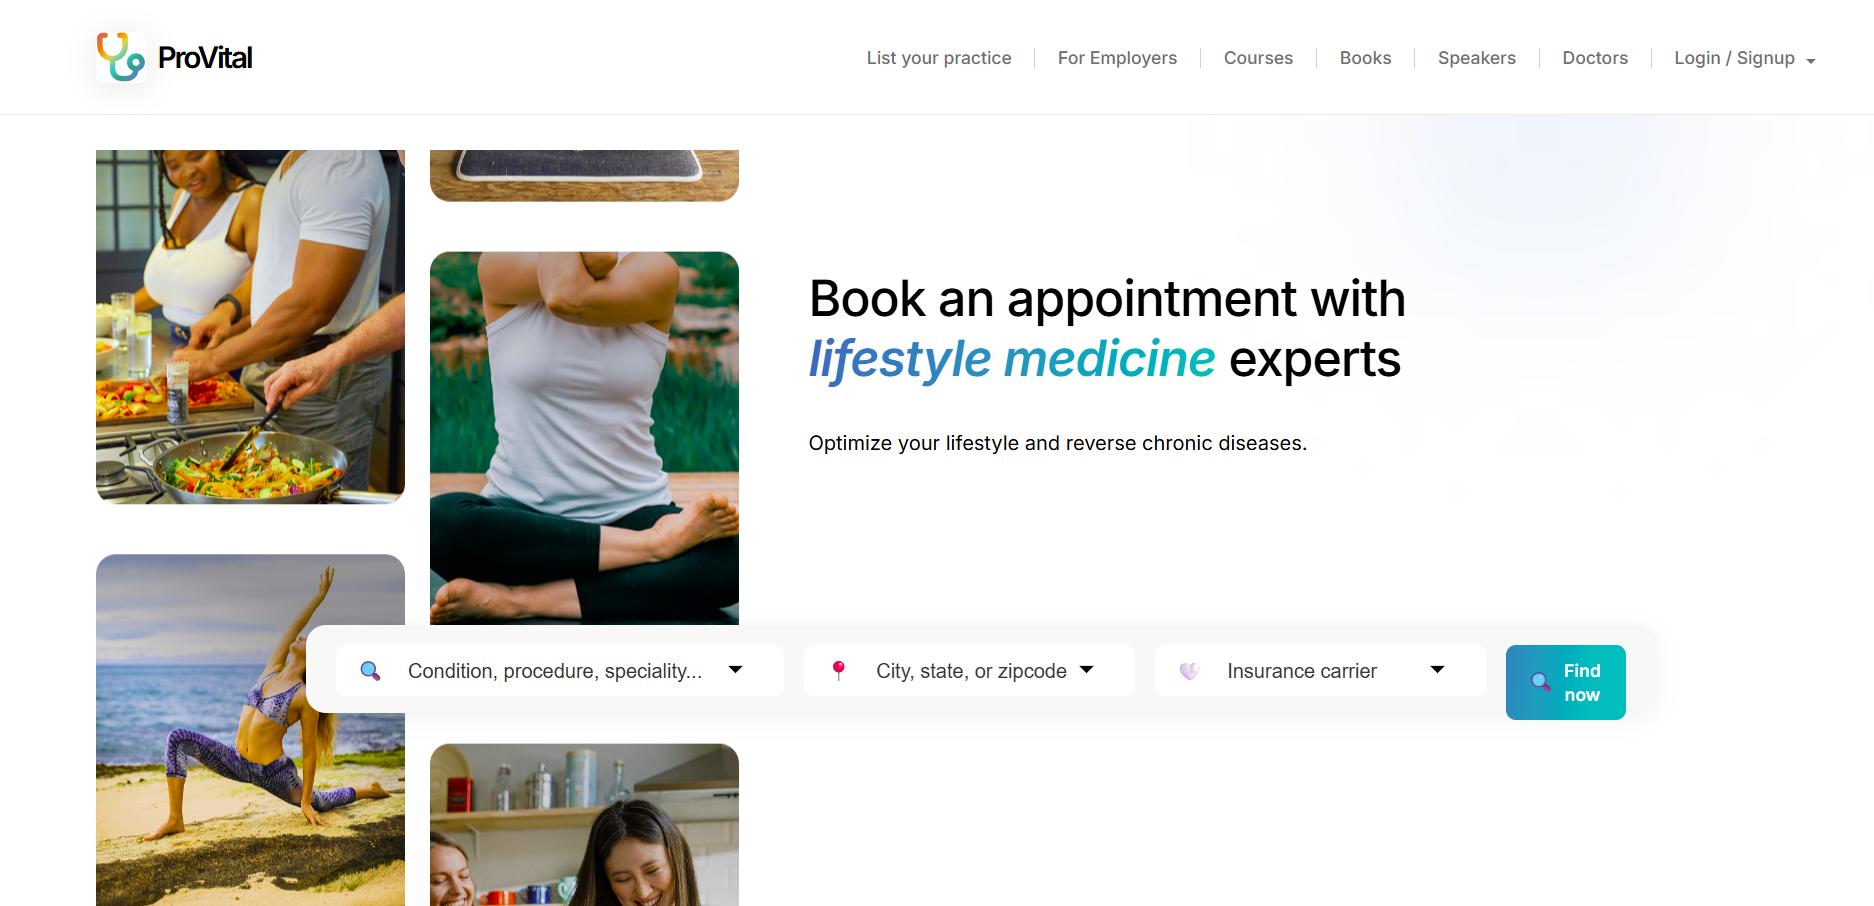 ProVital
List your practice
For Employers
Courses
Books
Speakers
Doctors
Login / Signup
Book an appointment with
lifestyle medicine experts
Optimize your lifestyle and reverse chronic diseases.
Condition, procedure, speciality...
City, state, or zipcode
Insurance carrier
Find
now